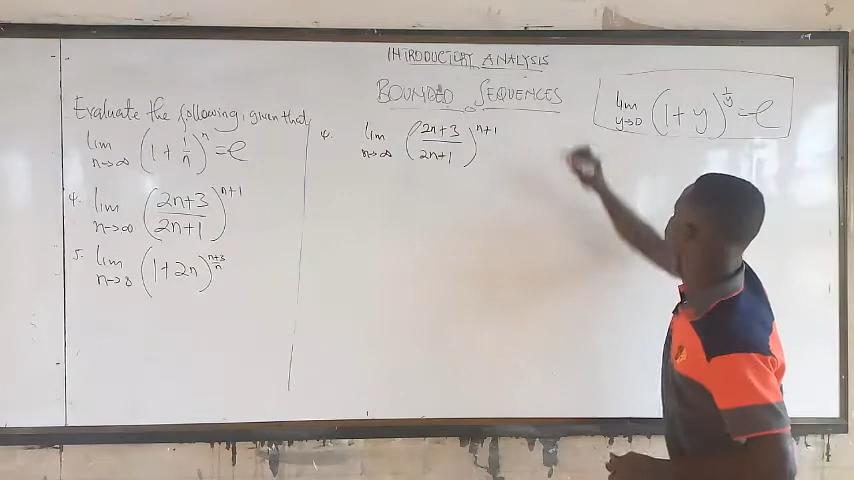 INTRODUCTORY ANALYSIS
BOUNDED SEQUENCES
Evaluate the following, given that
lim n→∞ (1 + 1/n)^n = e
4. lim n→∞ ((2n+3)/(2n+1))^(n+1)
5. lim n→8 (1+2n)^((n+3)/n)
4. lim n→∞ ((2n+3)/(2n+1))^(n+1)
lim y→0 (1+y)^(1/y) = e